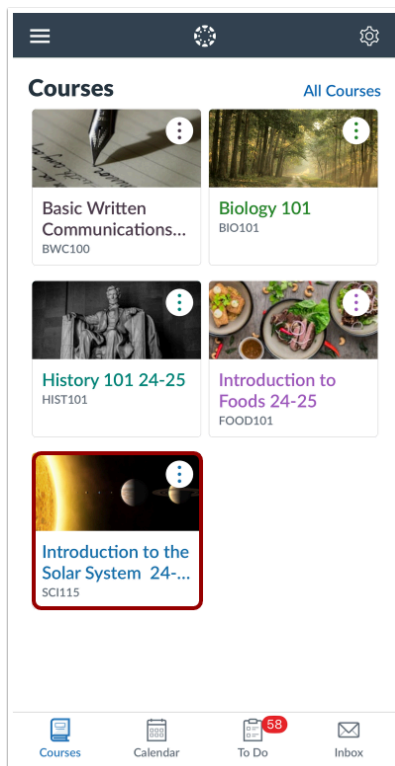 Courses
All Courses
Basic Written
Communications...
BWC100
Biology 101
BIO101
History 101 24-25
HIST101
Introduction to
Foods 24-25
FOOD101
Introduction to the
Solar System 24-...
SCI115
58
Courses
Calendar
To Do
Inbox